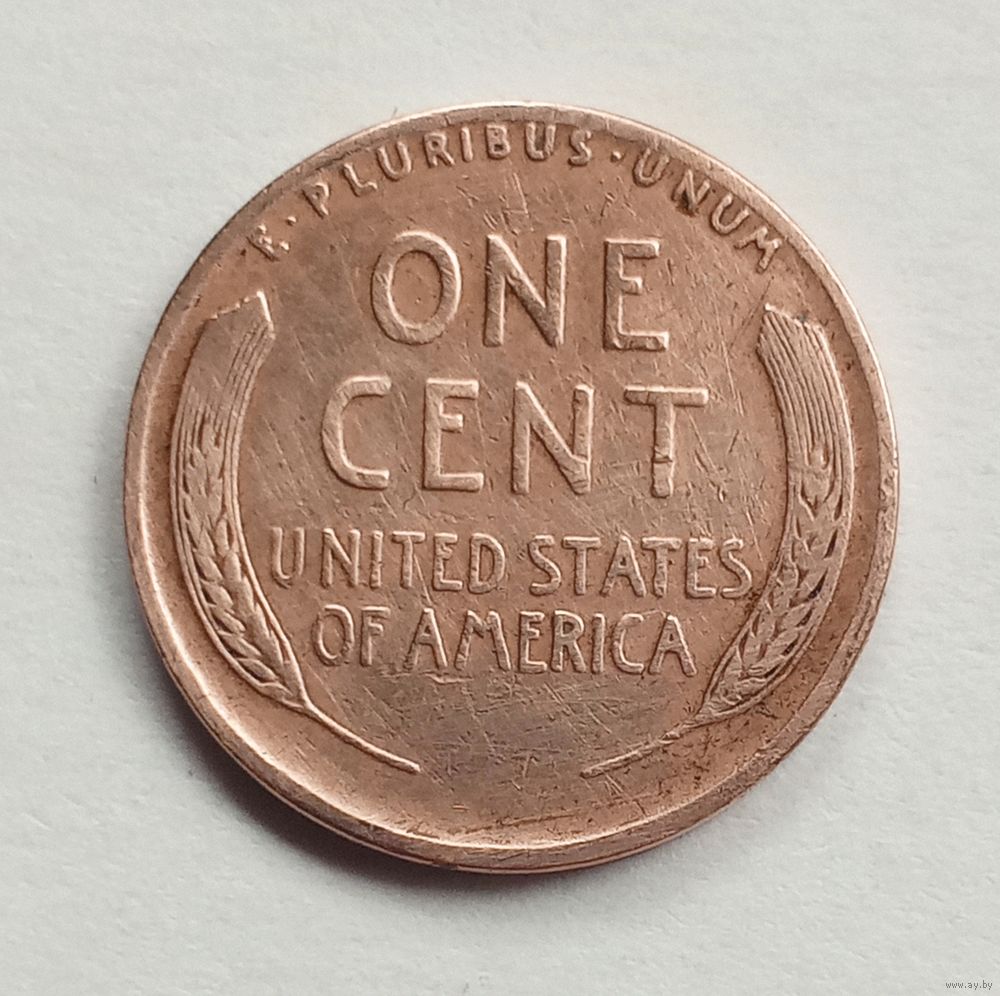 E · PLURIBUS · UNUM
ONE
CENT
UNITED STATES
OF AMERICA
www.ay.by